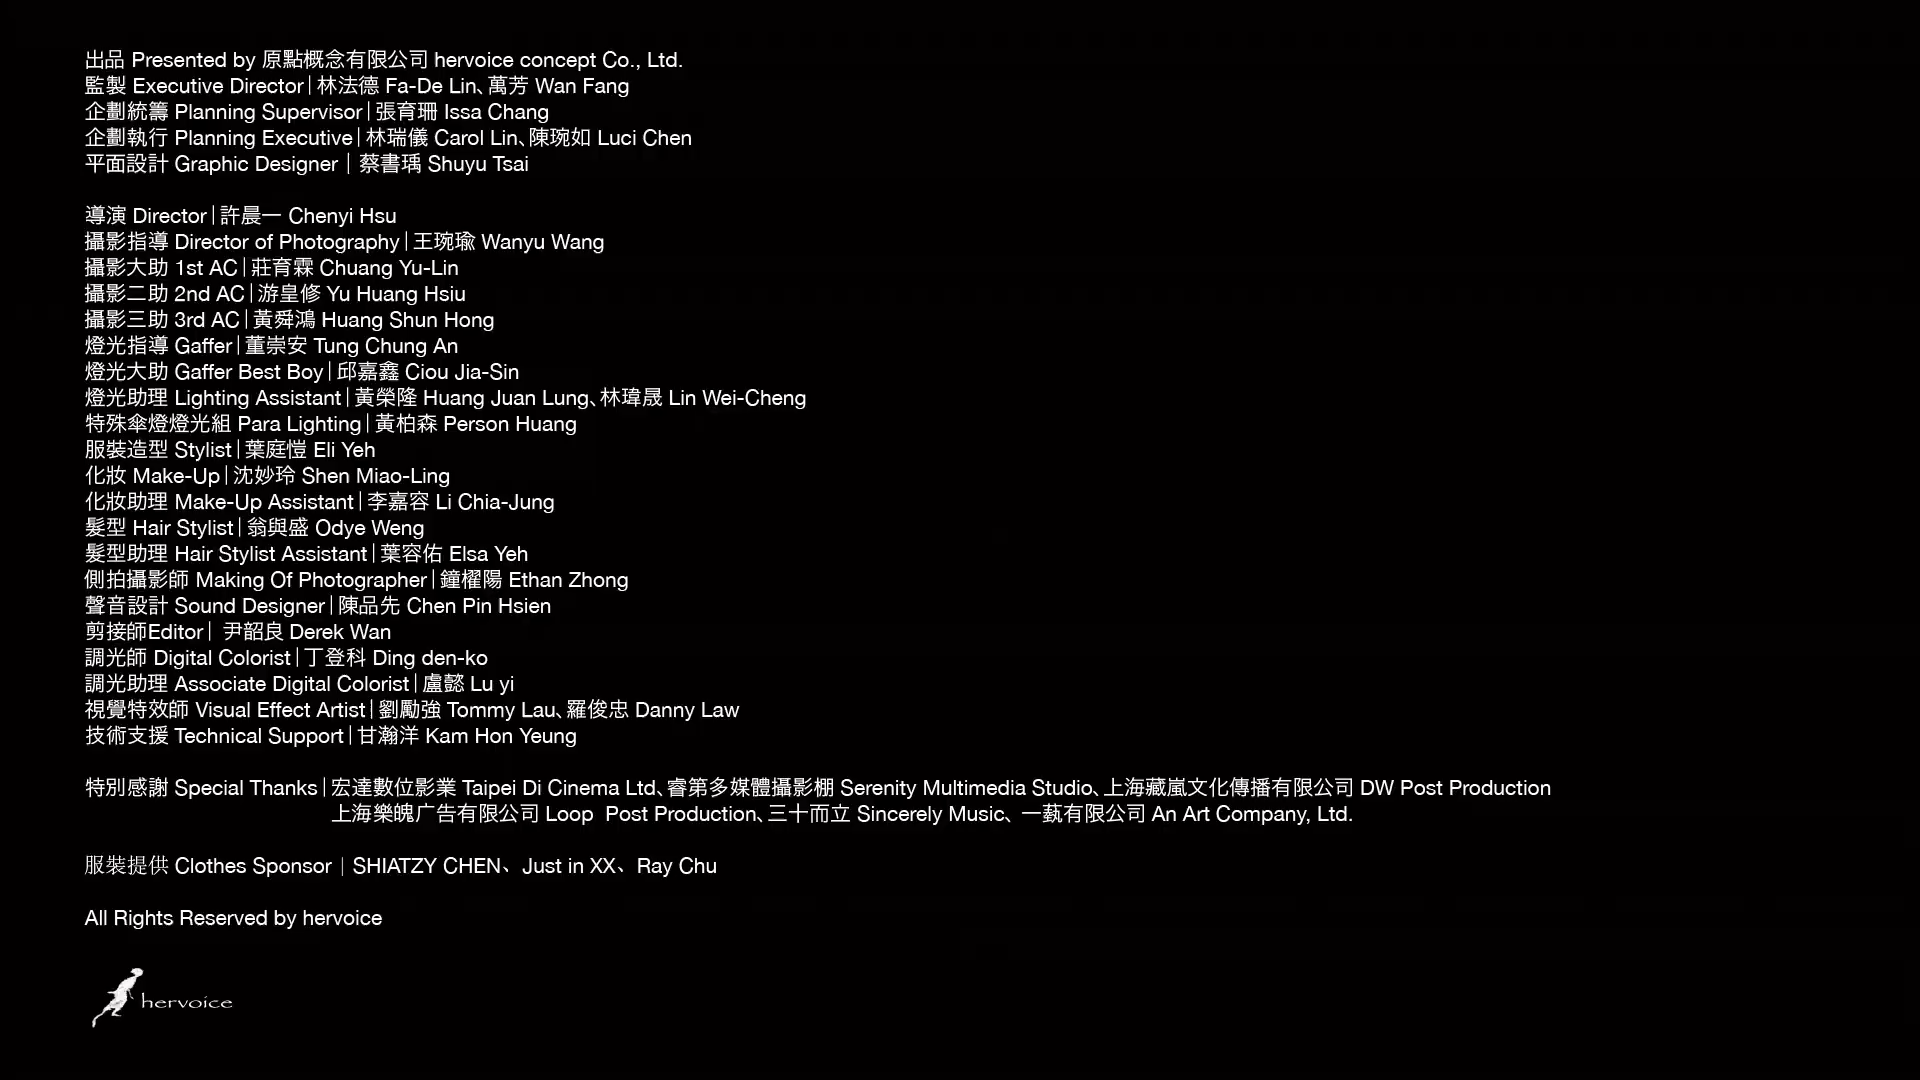 出品 Presented by 原點概念有限公司 hervoice concept Co., Ltd.
監製 Executive Director|林法德 Fa-De Lin、萬芳 Wan Fang
企劃統籌 Planning Supervisor|張育珊 Issa Chang
企劃執行 Planning Executive|林瑞儀 Carol Lin、陳琬如 Luci Chen
平面設計 Graphic Designer｜蔡書瑀 Shuyu Tsai
導演 Director|許晨一 Chenyi Hsu
攝影指導 Director of Photography|王琬瑜 Wanyu Wang
攝影大助 1st AC|莊育霖 Chuang Yu-Lin
攝影二助 2nd AC|游皇修 Yu Huang Hsiu
攝影三助 3rd AC|黃舜鴻 Huang Shun Hong
燈光指導 Gaffer|董崇安 Tung Chung An
燈光大助 Gaffer Best Boy|邱嘉鑫 Ciou Jia-Sin
燈光助理 Lighting Assistant|黃榮隆 Huang Juan Lung、林瑋晟 Lin Wei-Cheng
特殊傘燈燈光組 Para Lighting|黃柏森 Person Huang
服裝造型 Stylist|葉庭愷 Eli Yeh
化妝 Make-Up|沈妙玲 Shen Miao-Ling
化妝助理 Make-Up Assistant|李嘉容 Li Chia-Jung
髮型 Hair Stylist|翁與盛 Odye Weng
髮型助理 Hair Stylist Assistant|葉容佑 Elsa Yeh
側拍攝影師 Making Of Photographer|鐘櫂陽 Ethan Zhong
聲音設計 Sound Designer|陳品先 Chen Pin Hsien
剪接師Editor| 尹韶良 Derek Wan
調光師 Digital Colorist|丁登科 Ding den-ko
調光助理 Associate Digital Colorist|盧懿 Lu yi
視覺特效師 Visual Effect Artist|劉勵強 Tommy Lau、羅俊忠 Danny Law
技術支援 Technical Support|甘瀚洋 Kam Hon Yeung
特別感謝 Special Thanks|宏達數位影業 Taipei Di Cinema Ltd、睿第多媒體攝影棚 Serenity Multimedia Studio、上海藏嵐文化傳播有限公司 DW Post Production
上海樂魄广告有限公司 Loop  Post Production、三十而立 Sincerely Music、一蓺有限公司 An Art Company, Ltd.
服裝提供 Clothes Sponsor｜SHIATZY CHEN、Just in XX、Ray Chu
All Rights Reserved by hervoice
hervoice